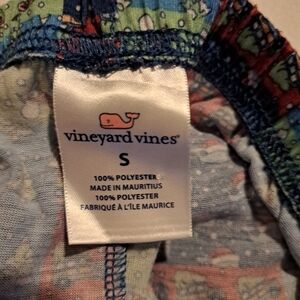 vineyard vines®
S
100% POLYESTER
MADE IN MAURITIUS
100% POLYESTER
FABRIQUÉ À L'ÎLE MAURICE